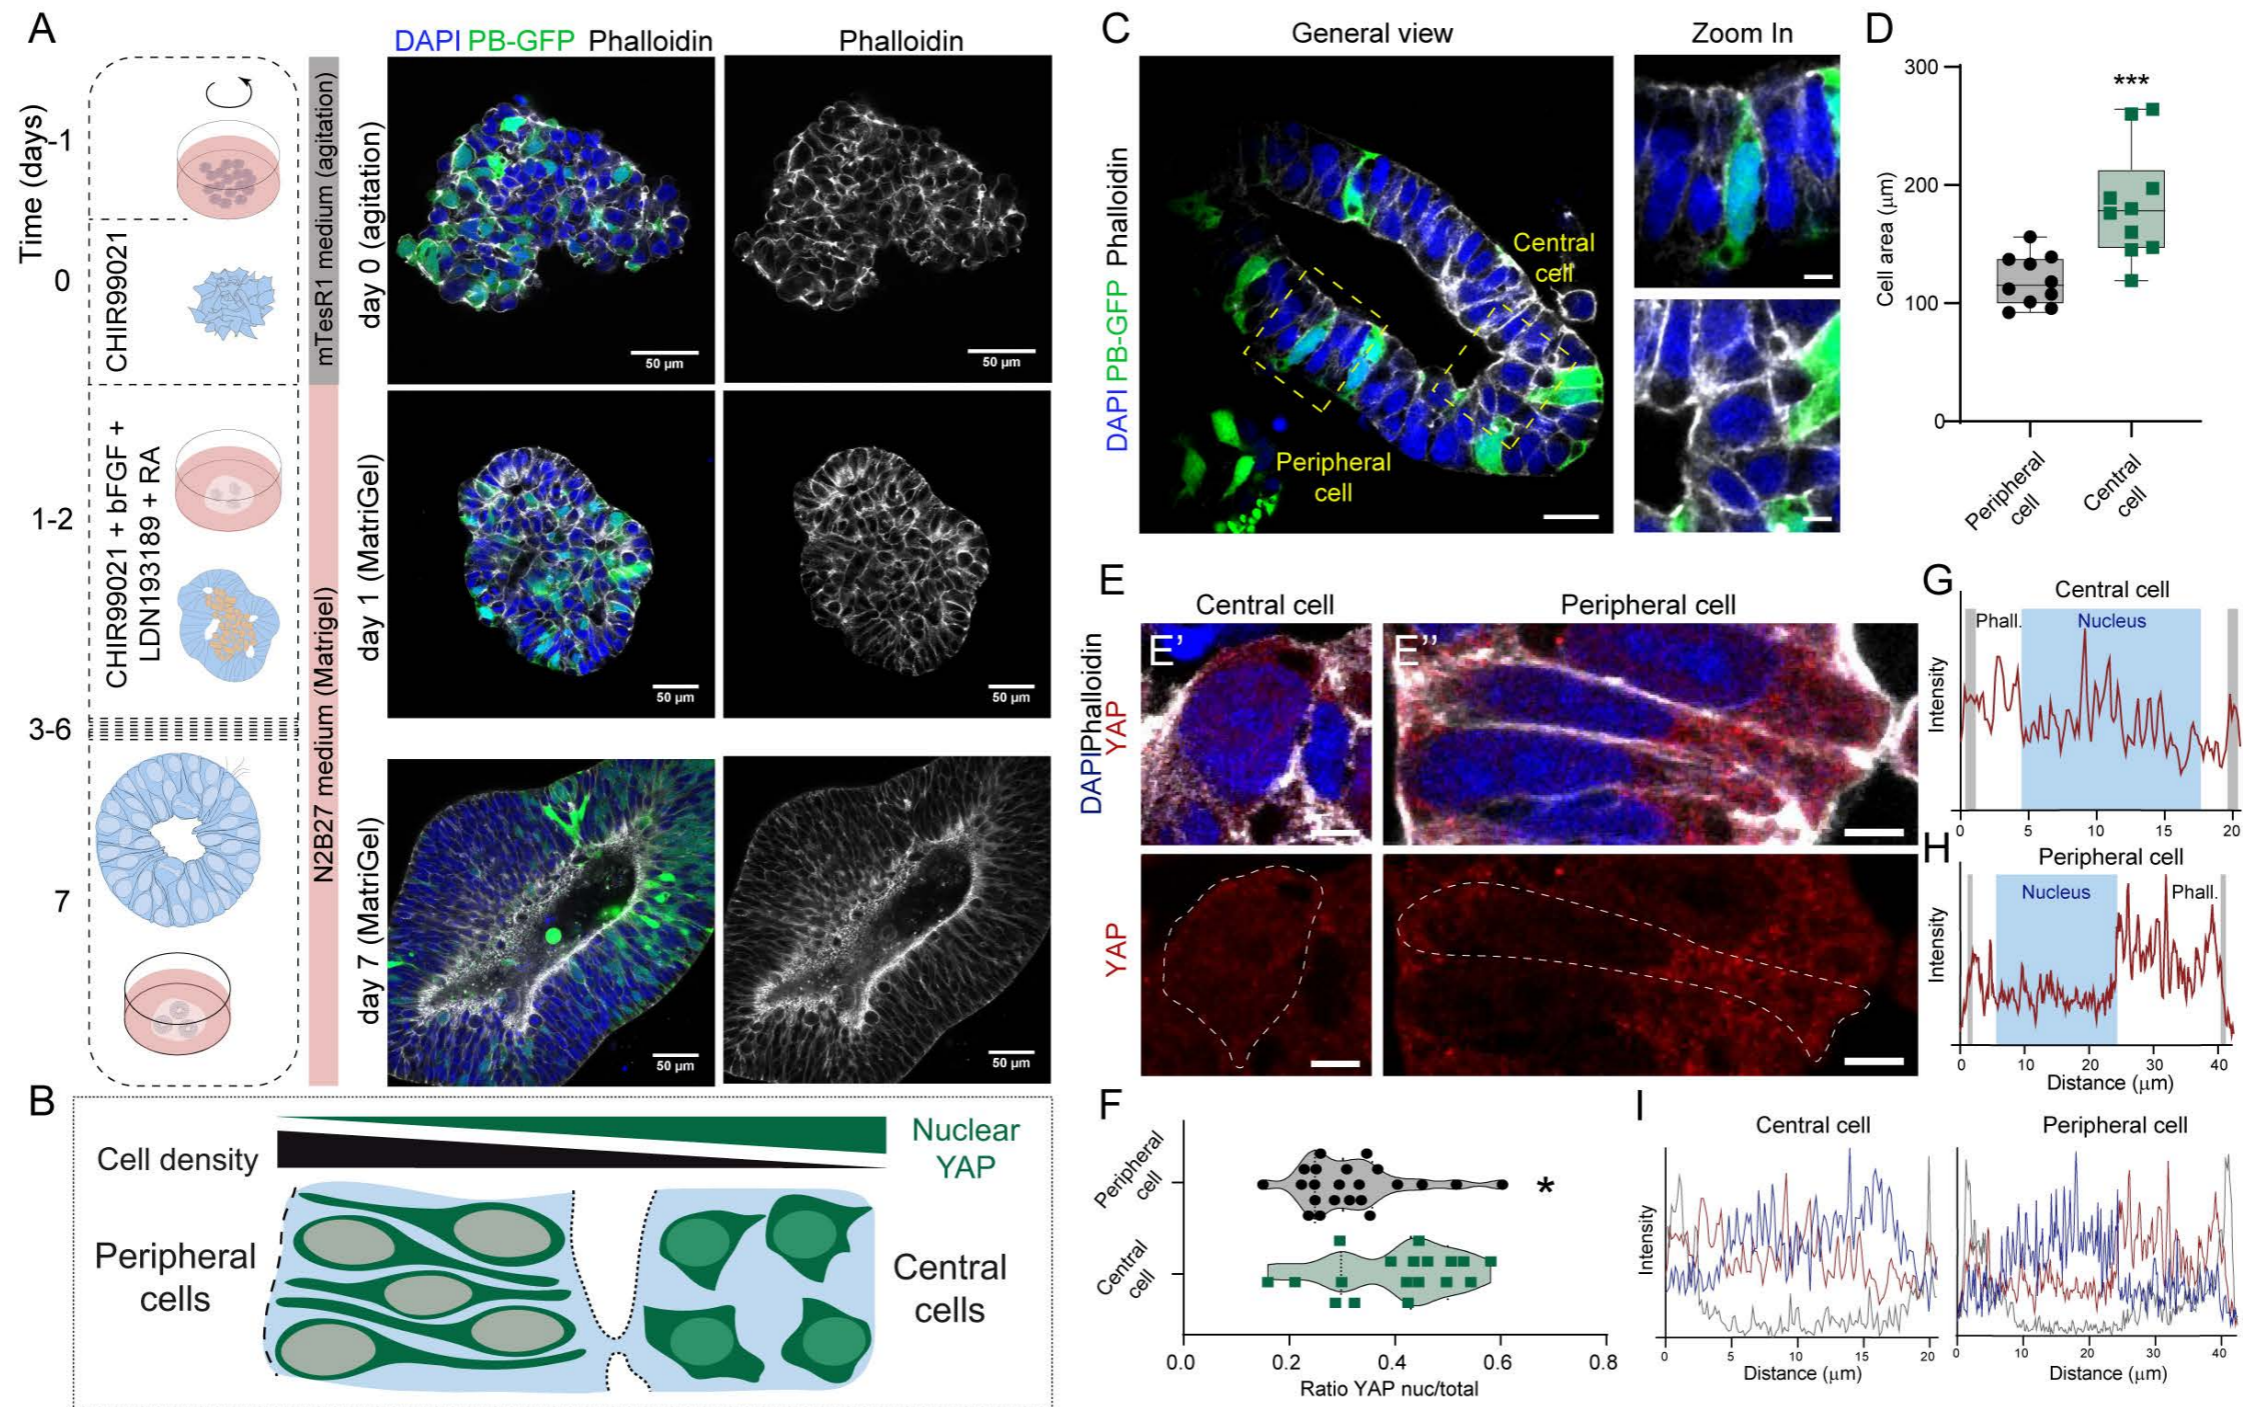 A
Time (days)
-1
0
1-2
3-6
7
CHIR99021
CHIR99021 + bFGF +
LDN193189 + RA
mTesR1 medium (agitation)
N2B27 medium (Matrigel)
DAPI PB-GFP Phalloidin
Phalloidin
day 0 (agitation)
50 µm
50 µm
day 1 (MatriGel)
50 µm
50 µm
day 7 (MatriGel)
50 µm
50 µm
B
Cell density
Nuclear
YAP
Peripheral
cells
Central
cells
C
General view
Zoom In
DAPI PB-GFP Phalloidin
Central
cell
Peripheral
cell
D
Cell area (µm)
300
200
100
0
***
Peripheral
cell
Central
cell
E
Central cell
Peripheral cell
DAPI Phalloidin
YAP
E'
E''
YAP
F
Peripheral
cell
Central
cell
*
0.0
0.2
0.4
0.6
0.8
Ratio YAP nuc/total
G
Central cell
Phall.
Nucleus
Intensity
0
5
10
15
20
H
Peripheral cell
Nucleus
Phall.
Intensity
0
10
20
30
40
Distance (µm)
I
Central cell
Intensity
0
5
10
15
20
Distance (µm)
Peripheral cell
0
10
20
30
40
Distance (µm)